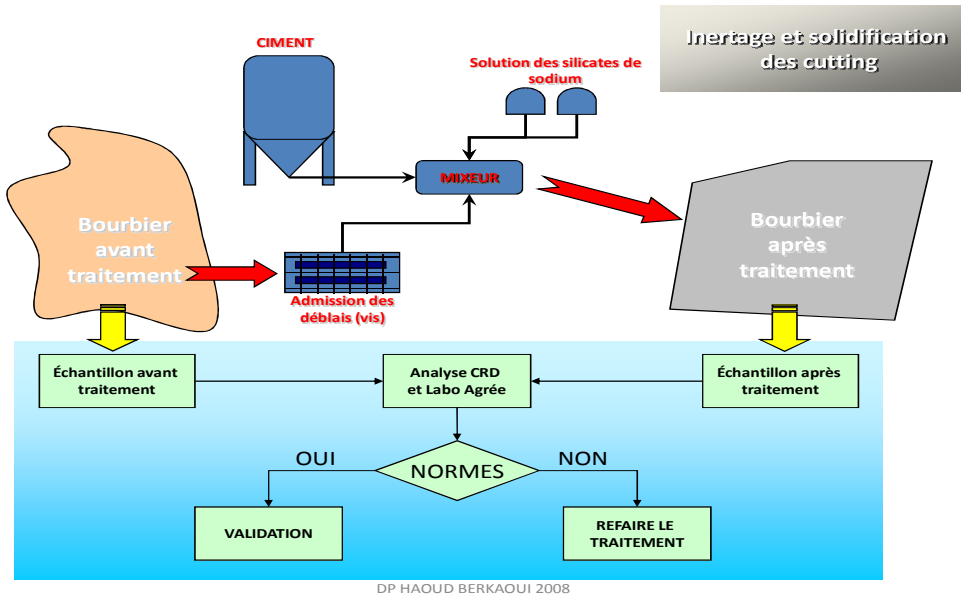 Inertage et solidification
des cutting
CIMENT
Solution des silicates de
sodium
MIXEUR
Bourbier
avant
traitement
Bourbier
après
traitement
Admission des
déblais (vis)
Échantillon avant
traitement
Analyse CRD
et Labo Agrée
Échantillon après
traitement
OUI
NORMES
NON
VALIDATION
REFAIRE LE
TRAITEMENT
DP HAOUD BERKAOUI 2008